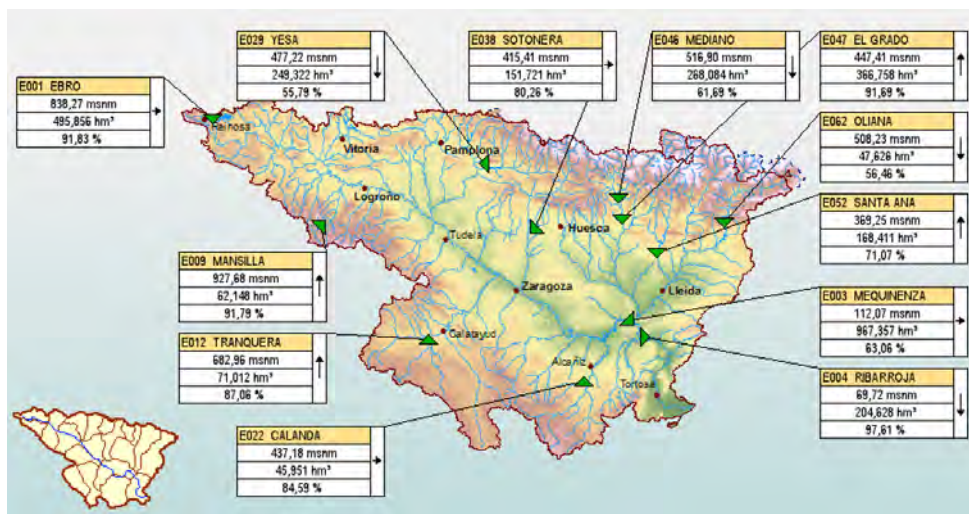 E029 YESA
477,22 msnm
249,322 hm³
55,79 %
E038 SOTONERA
415,41 msnm
151,721 hm³
80,26 %
E046 MEDIANO
516,90 msnm
268,084 hm³
61,69 %
E047 EL GRADO
447,41 msnm
366,758 hm³
91,69 %
E001 EBRO
838,27 msnm
495,856 hm³
91,83 %
E062 OLIANA
508,23 msnm
47,626 hm³
56,46 %
E052 SANTA ANA
369,25 msnm
168,411 hm³
71,07 %
E009 MANSILLA
927,68 msnm
62,148 hm³
91,79 %
E003 MEQUINENZA
112,07 msnm
967,357 hm³
63,06 %
E012 TRANQUERA
682,96 msnm
71,012 hm³
87,06 %
E004 RIBARROJA
69,72 msnm
204,628 hm³
97,61 %
E022 CALANDA
437,18 msnm
45,951 hm³
84,59 %
Reinosa
Vitoria
Pamplona
Logroño
Tudela
Huesca
Zaragoza
Lleida
Calatayud
Alcañiz
Tortosa